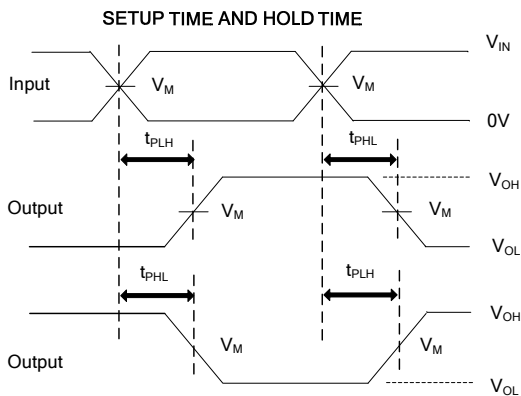 SETUP TIME AND HOLD TIME
V_IN
Input
V_M
V_M
0V
t_PLH
t_PHL
V_OH
Output
V_M
V_M
V_OL
t_PHL
t_PLH
V_OH
V_M
V_M
Output
V_OL